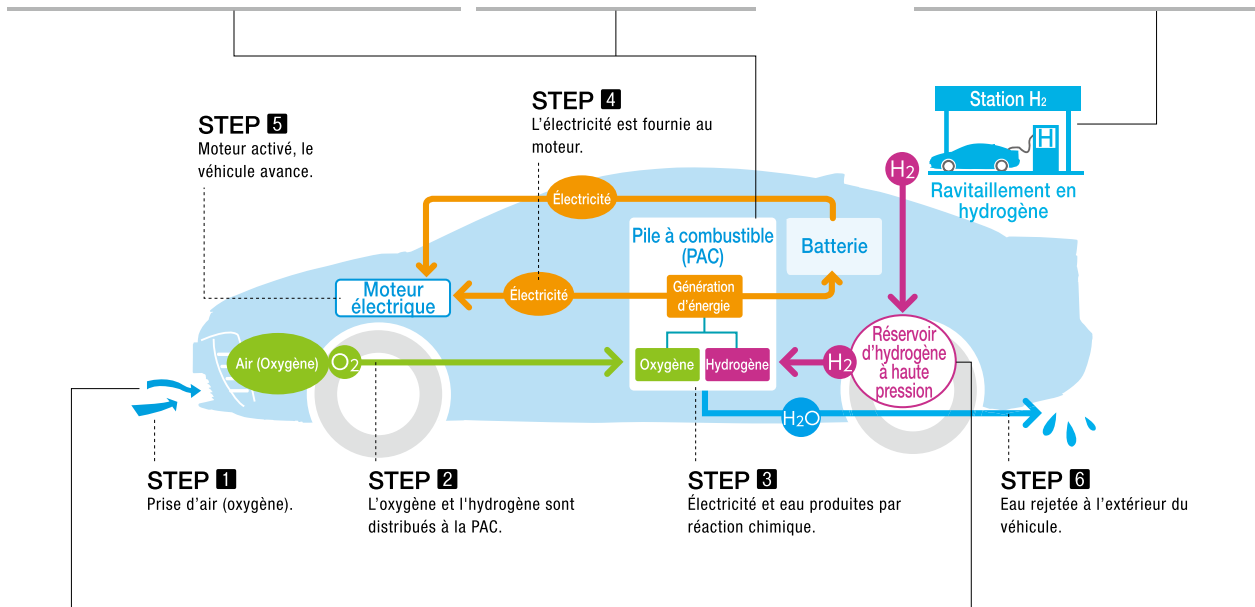 STEP 4
L'électricité est fournie au
moteur.
STEP 5
Moteur activé, le
véhicule avance.
Station H₂
H
Ravitaillement en
hydrogène
H₂
Électricité
Pile à combustible
(PAC)
Batterie
Génération
d'énergie
Électricité
Moteur
électrique
Air (Oxygène)
O₂
Oxygène
Hydrogène
H₂
Réservoir
d'hydrogène
à haute
pression
H₂O
STEP 1
Prise d'air (oxygène).
STEP 2
L'oxygène et l'hydrogène sont
distribués à la PAC.
STEP 3
Électricité et eau produites par
réaction chimique.
STEP 6
Eau rejetée à l'extérieur du
véhicule.